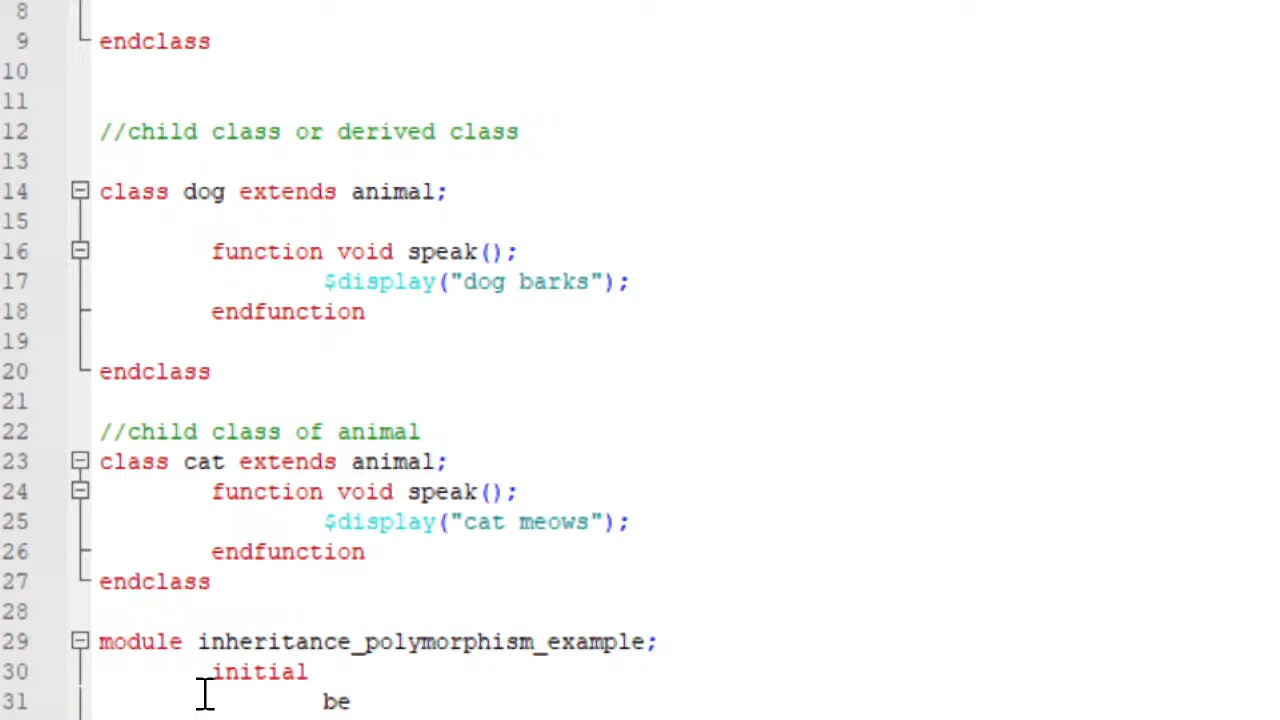 8
9 endclass
10
11
12 //child class or derived class
13
14 class dog extends animal;
15
16 function void speak();
17 $display("dog barks");
18 endfunction
19
20 endclass
21
22 //child class of animal
23 class cat extends animal;
24 function void speak();
25 $display("cat meows");
26 endfunction
27 endclass
28
29 module inheritance_polymorphism_example;
30 initial
31 be